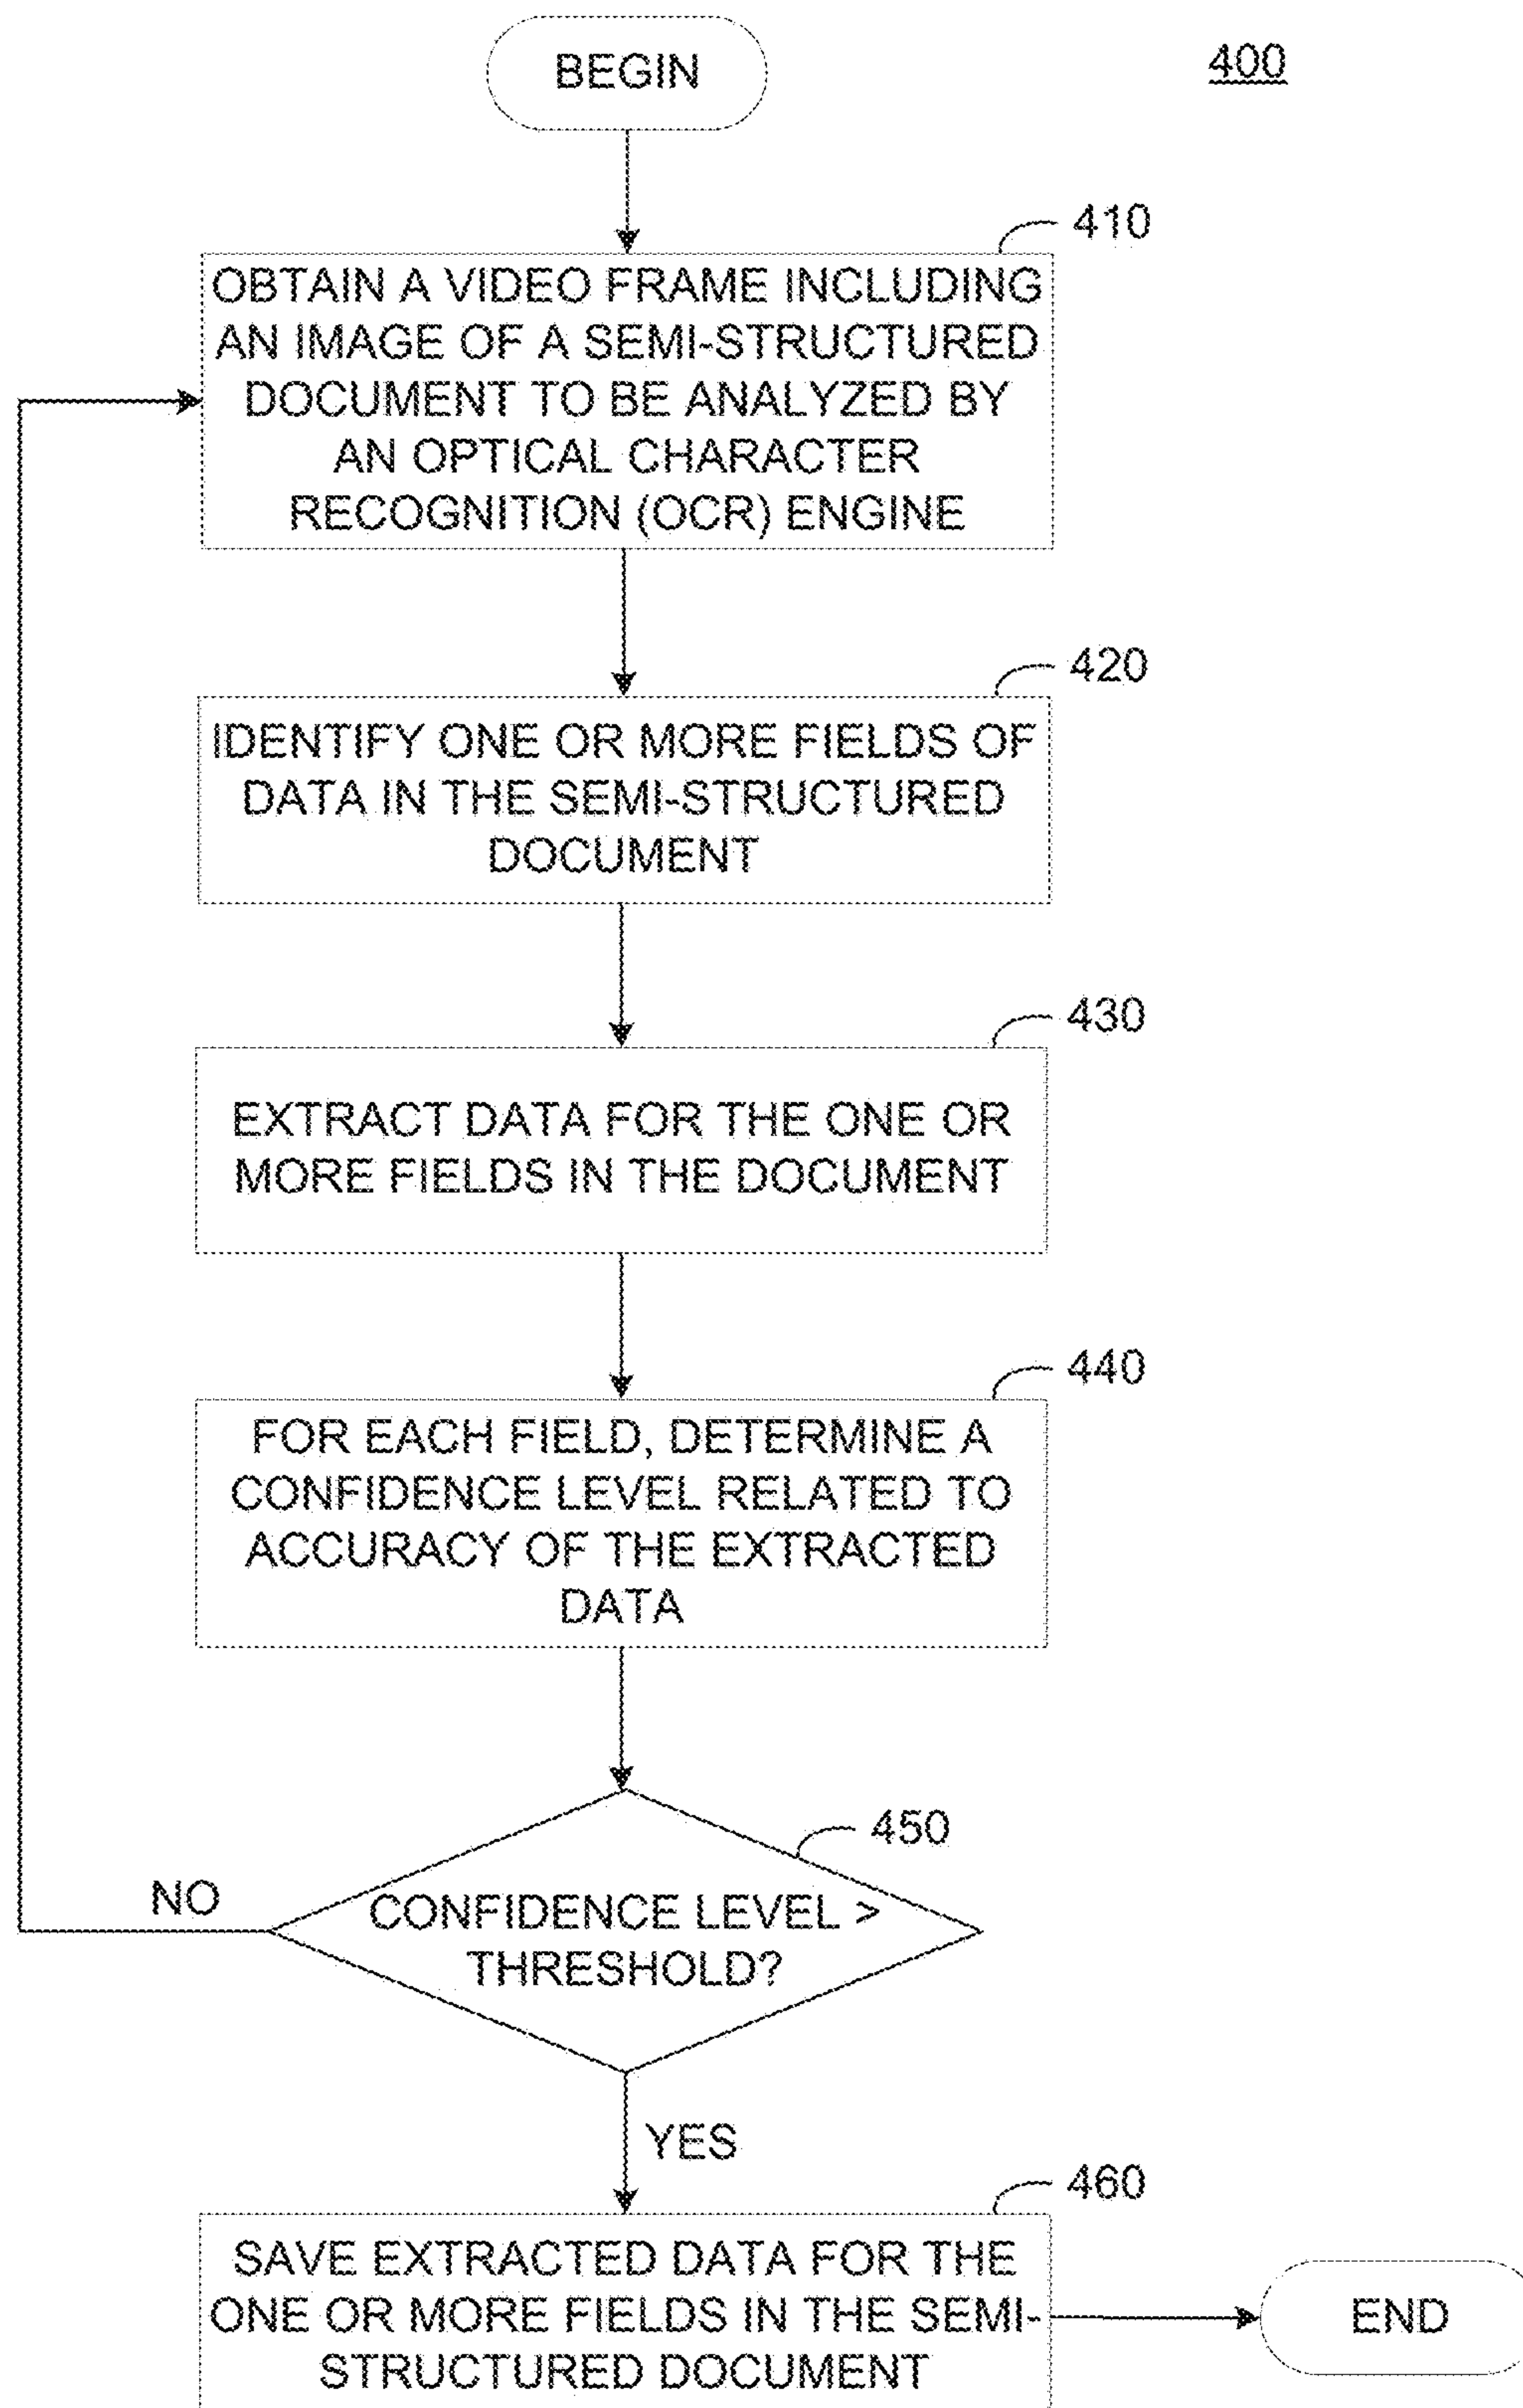 BEGIN
400
410
OBTAIN A VIDEO FRAME INCLUDING
AN IMAGE OF A SEMI-STRUCTURED
DOCUMENT TO BE ANALYZED BY
AN OPTICAL CHARACTER
RECOGNITION (OCR) ENGINE
420
IDENTIFY ONE OR MORE FIELDS OF
DATA IN THE SEMI-STRUCTURED
DOCUMENT
430
EXTRACT DATA FOR THE ONE OR
MORE FIELDS IN THE DOCUMENT
440
FOR EACH FIELD, DETERMINE A
CONFIDENCE LEVEL RELATED TO
ACCURACY OF THE EXTRACTED
DATA
450
NO
CONFIDENCE LEVEL >
THRESHOLD?
YES
460
SAVE EXTRACTED DATA FOR THE
ONE OR MORE FIELDS IN THE SEMI-
STRUCTURED DOCUMENT
END